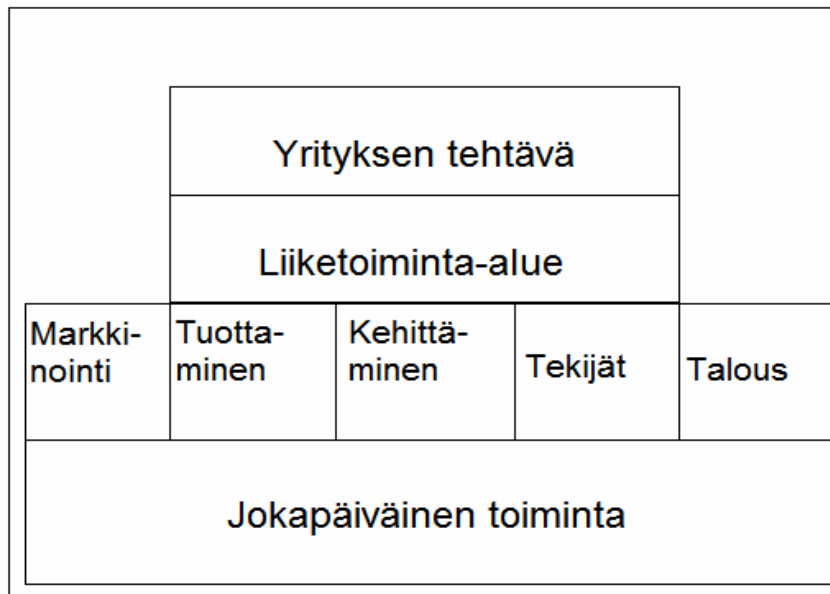 Yrityksen tehtävä
Liiketoiminta-alue
Markki-
nointi
Tuotta-
minen
Kehittä-
minen
Tekijät
Talous
Jokapäiväinen toiminta